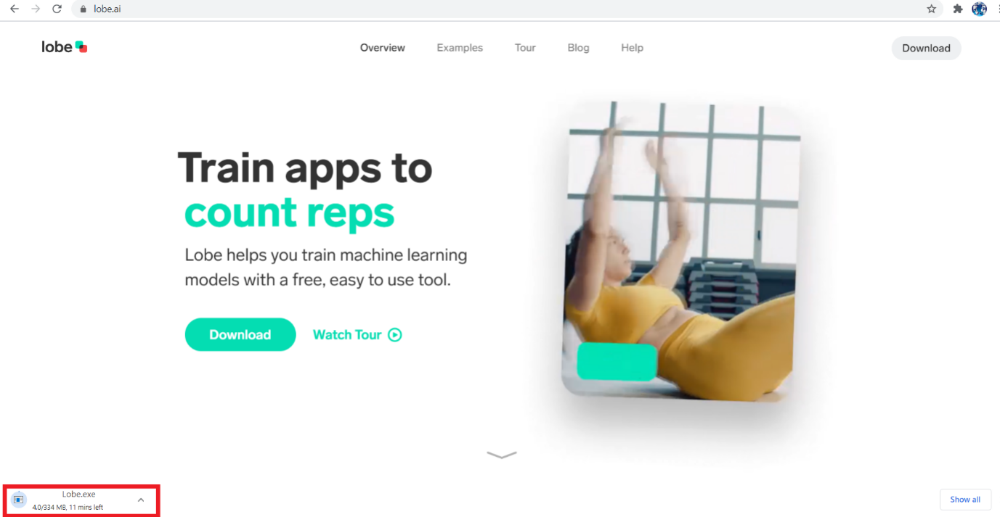 lobe.ai
lobe
Overview
Examples
Tour
Blog
Help
Download
Train apps to
count reps
Lobe helps you train machine learning
models with a free, easy to use tool.
Download
Watch Tour
Lobe.exe
4.0/334 MB, 11 mins left
Show all